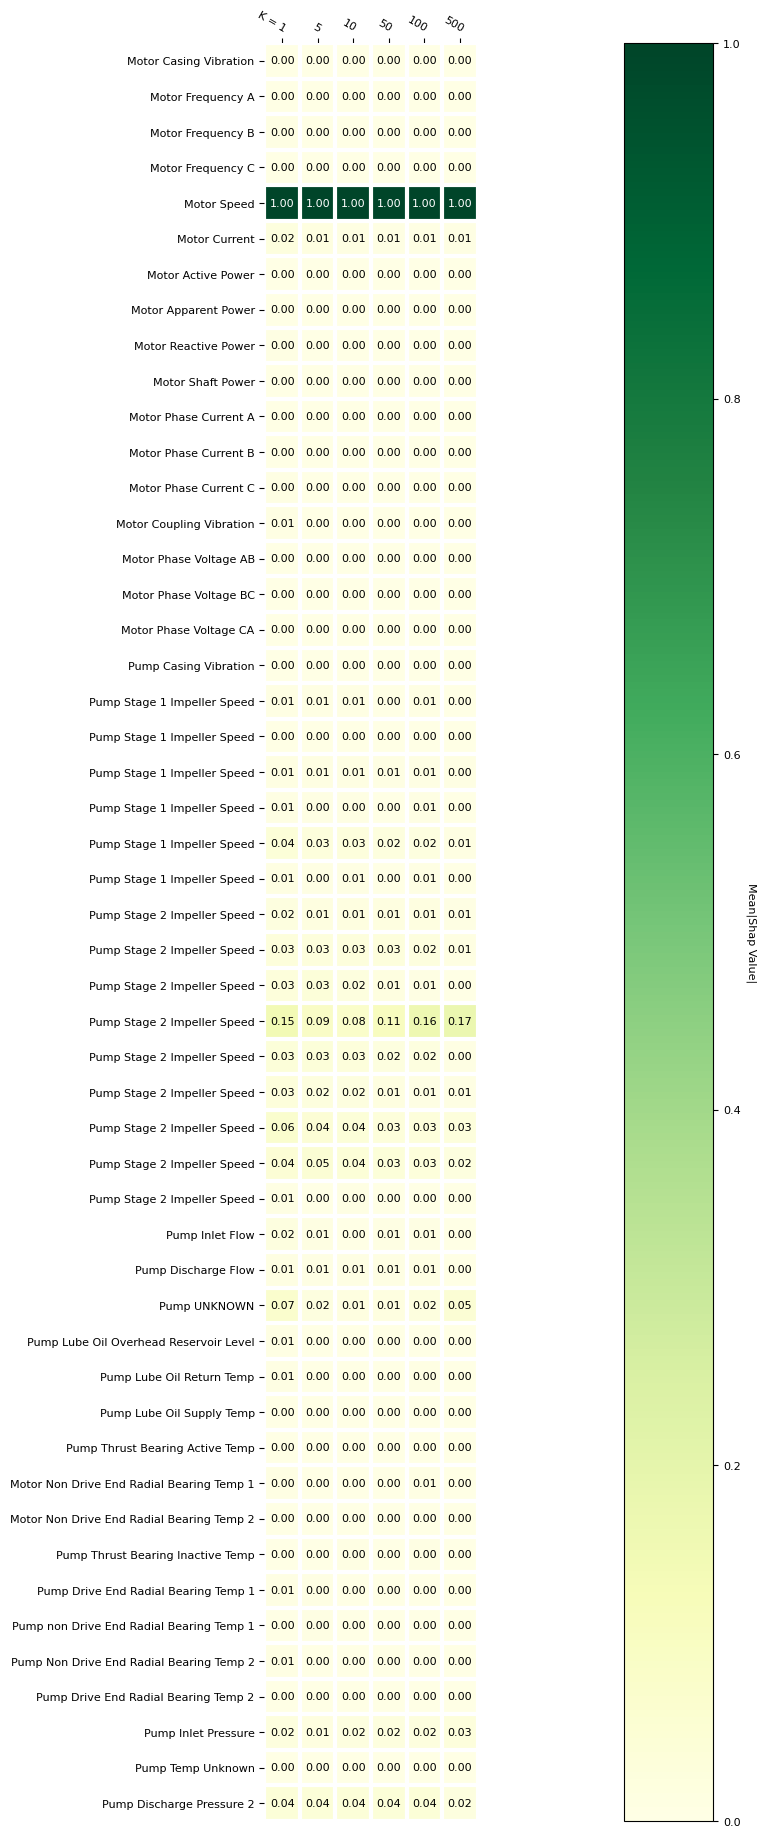 K = 1 5 10 50 100 500
Motor Casing Vibration 0.00 0.00 0.00 0.00 0.00 0.00
Motor Frequency A 0.00 0.00 0.00 0.00 0.00 0.00
Motor Frequency B 0.00 0.00 0.00 0.00 0.00 0.00
Motor Frequency C 0.00 0.00 0.00 0.00 0.00 0.00
Motor Speed 1.00 1.00 1.00 1.00 1.00 1.00
Motor Current 0.02 0.01 0.01 0.01 0.01 0.01
Motor Active Power 0.00 0.00 0.00 0.00 0.00 0.00
Motor Apparent Power 0.00 0.00 0.00 0.00 0.00 0.00
Motor Reactive Power 0.00 0.00 0.00 0.00 0.00 0.00
Motor Shaft Power 0.00 0.00 0.00 0.00 0.00 0.00
Motor Phase Current A 0.00 0.00 0.00 0.00 0.00 0.00
Motor Phase Current B 0.00 0.00 0.00 0.00 0.00 0.00
Motor Phase Current C 0.00 0.00 0.00 0.00 0.00 0.00
Motor Coupling Vibration 0.01 0.00 0.00 0.00 0.00 0.00
Motor Phase Voltage AB 0.00 0.00 0.00 0.00 0.00 0.00
Motor Phase Voltage BC 0.00 0.00 0.00 0.00 0.00 0.00
Motor Phase Voltage CA 0.00 0.00 0.00 0.00 0.00 0.00
Pump Casing Vibration 0.00 0.00 0.00 0.00 0.00 0.00
Pump Stage 1 Impeller Speed 0.01 0.01 0.01 0.00 0.01 0.00
Pump Stage 1 Impeller Speed 0.00 0.00 0.00 0.00 0.00 0.00
Pump Stage 1 Impeller Speed 0.01 0.01 0.01 0.01 0.01 0.00
Pump Stage 1 Impeller Speed 0.01 0.00 0.00 0.00 0.01 0.00
Pump Stage 1 Impeller Speed 0.04 0.03 0.03 0.02 0.02 0.01
Pump Stage 1 Impeller Speed 0.01 0.00 0.01 0.00 0.01 0.00
Pump Stage 2 Impeller Speed 0.02 0.01 0.01 0.01 0.01 0.01
Pump Stage 2 Impeller Speed 0.03 0.03 0.03 0.03 0.02 0.01
Pump Stage 2 Impeller Speed 0.03 0.03 0.02 0.01 0.01 0.00
Pump Stage 2 Impeller Speed 0.15 0.09 0.08 0.11 0.16 0.17
Pump Stage 2 Impeller Speed 0.03 0.03 0.03 0.02 0.02 0.00
Pump Stage 2 Impeller Speed 0.03 0.02 0.02 0.01 0.01 0.01
Pump Stage 2 Impeller Speed 0.06 0.04 0.04 0.03 0.03 0.03
Pump Stage 2 Impeller Speed 0.04 0.05 0.04 0.03 0.03 0.02
Pump Stage 2 Impeller Speed 0.01 0.00 0.00 0.00 0.00 0.00
Pump Inlet Flow 0.02 0.01 0.00 0.01 0.01 0.00
Pump Discharge Flow 0.01 0.01 0.01 0.01 0.01 0.00
Pump UNKNOWN 0.07 0.02 0.01 0.01 0.02 0.05
Pump Lube Oil Overhead Reservoir Level 0.01 0.00 0.00 0.00 0.00 0.00
Pump Lube Oil Return Temp 0.01 0.00 0.00 0.00 0.00 0.00
Pump Lube Oil Supply Temp 0.00 0.00 0.00 0.00 0.00 0.00
Pump Thrust Bearing Active Temp 0.00 0.00 0.00 0.00 0.00 0.00
Motor Non Drive End Radial Bearing Temp 1 0.00 0.00 0.00 0.00 0.01 0.00
Motor Non Drive End Radial Bearing Temp 2 0.00 0.00 0.00 0.00 0.00 0.00
Pump Thrust Bearing Inactive Temp 0.00 0.00 0.00 0.00 0.00 0.00
Pump Drive End Radial Bearing Temp 1 0.01 0.00 0.00 0.00 0.00 0.00
Pump non Drive End Radial Bearing Temp 1 0.00 0.00 0.00 0.00 0.00 0.00
Pump Non Drive End Radial Bearing Temp 2 0.01 0.00 0.00 0.00 0.00 0.00
Pump Drive End Radial Bearing Temp 2 0.00 0.00 0.00 0.00 0.00 0.00
Pump Inlet Pressure 0.02 0.01 0.02 0.02 0.02 0.03
Pump Temp Unknown 0.00 0.00 0.00 0.00 0.00 0.00
Pump Discharge Pressure 2 0.04 0.04 0.04 0.04 0.04 0.02
1.0
0.8
0.6
0.4
0.2
0.0
Mean|Shap Value|